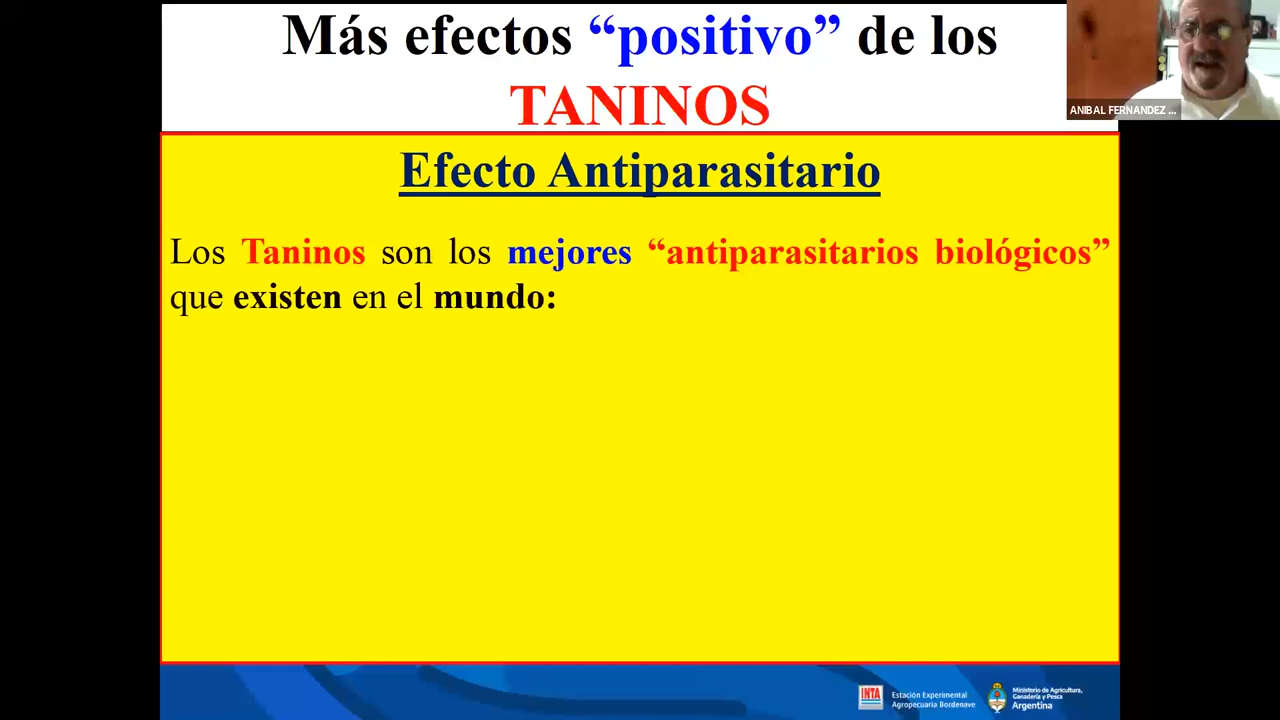 Más efectos “positivo” de los
TANINOS
ANIBAL FERNANDEZ ...
Efecto Antiparasitario
Los Taninos son los mejores “antiparasitarios biológicos”
que existen en el mundo:
INTA
Estación Experimental
Agropecuaria Bordenave
Ministerio de Agricultura,
Ganadería y Pesca
Argentina